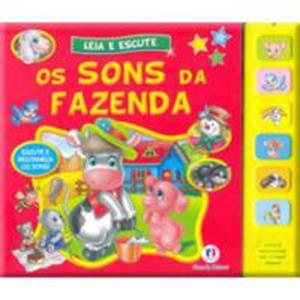 LEIA E ESCUTE
OS SONS DA
FAZENDA
ESCUTE E
RECONHEÇA
OS SONS!
Ciranda Cultural